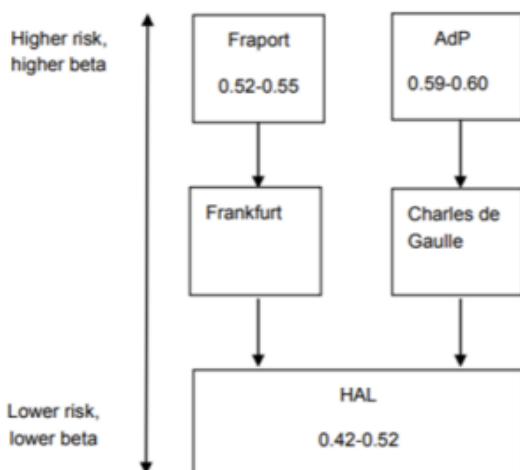 Higher risk,
higher beta
Fraport
0.52-0.55
AdP
0.59-0.60
Frankfurt
Charles de
Gaulle
Lower risk,
lower beta
HAL
0.42-0.52